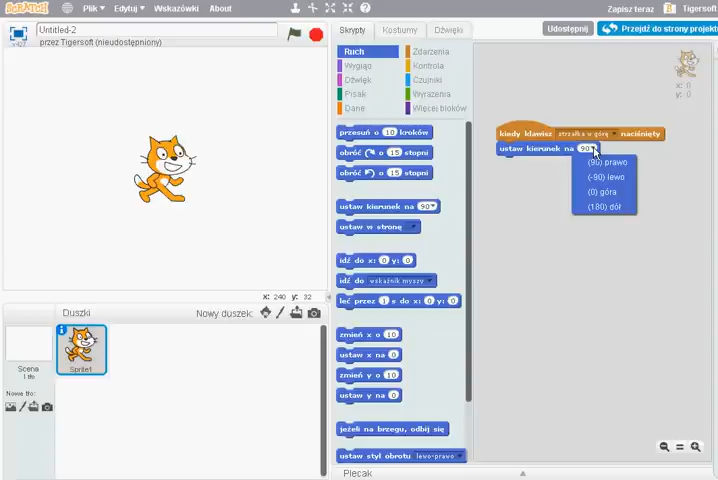 SCRATCH Plik Edytuj Wskazówki About Zapisz teraz Tigersoft
Untitled-2
przez Tigersoft (nieudostępniony)
v427
Skrypty Kostiumy Dźwięki Udostępnij Przejdź do strony projektu
Ruch Zdarzenia
Wygląd Kontrola
Dźwięk Czujniki
Pisak Wyrażenia
Dane Więcej bloków
przesuń o 10 kroków
obróć o 15 stopni
obróć o 15 stopni
ustaw kierunek na 90
ustaw w stronę
idź do x: 0 y: 0
idź do wskaźnik myszy
leć przez 1 s do x: 0 y: 0
zmień x o 10
ustaw x na 0
zmień y o 10
ustaw y na 0
jeżeli na brzegu, odbij się
ustaw styl obrotu lewo-prawo
x: 0
y: 0
kiedy klawisz strzałka w górę naciśnięty
ustaw kierunek na 90
(90) prawo
(-90) lewo
(0) góra
(180) dół
x: 240 y: 32
Duszki Nowy duszek:
Scena
1 tło
Nowe tło:
Sprite1
Plecak